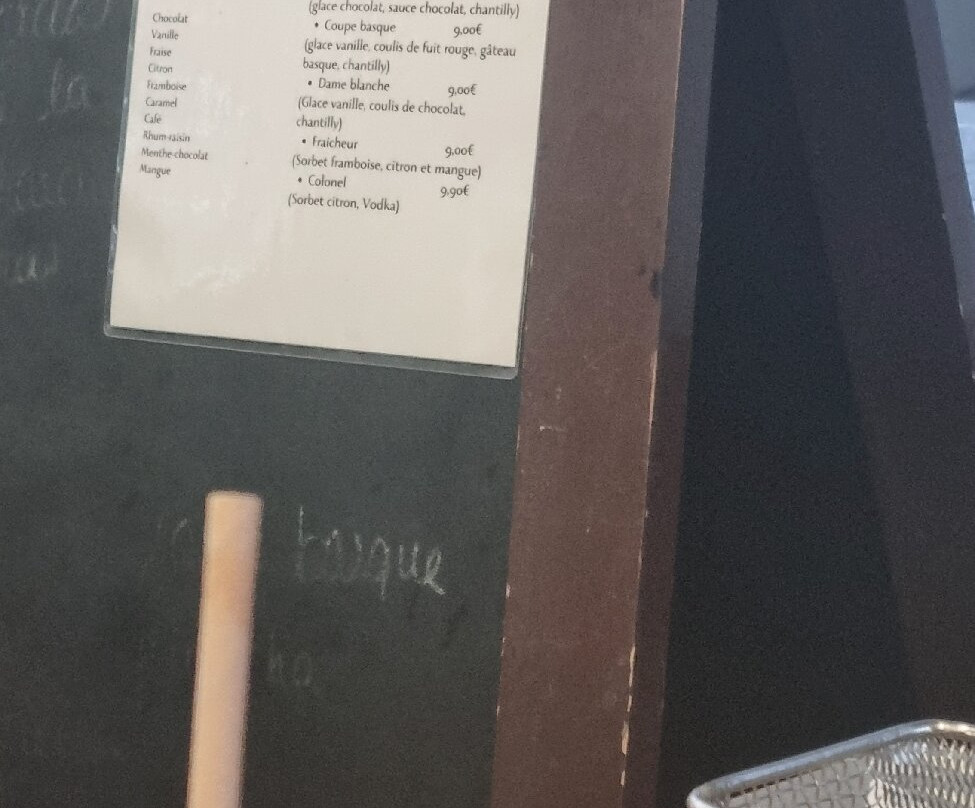 Chocolat
Vanille
Fraise
Citron
Framboise
Caramel
Café
Rhum-raisin
Menthe-chocolat
Mangue
(glace chocolat, sauce chocolat, chantilly)
• Coupe basque 9,00€
(glace vanille, coulis de fuit rouge, gâteau
basque, chantilly)
• Dame blanche 9,00€
(Glace vanille, coulis de chocolat,
chantilly)
• Fraicheur 9,00€
(Sorbet framboise, citron et mangue)
• Colonel 9,90€
(Sorbet citron, Vodka)
la
basque